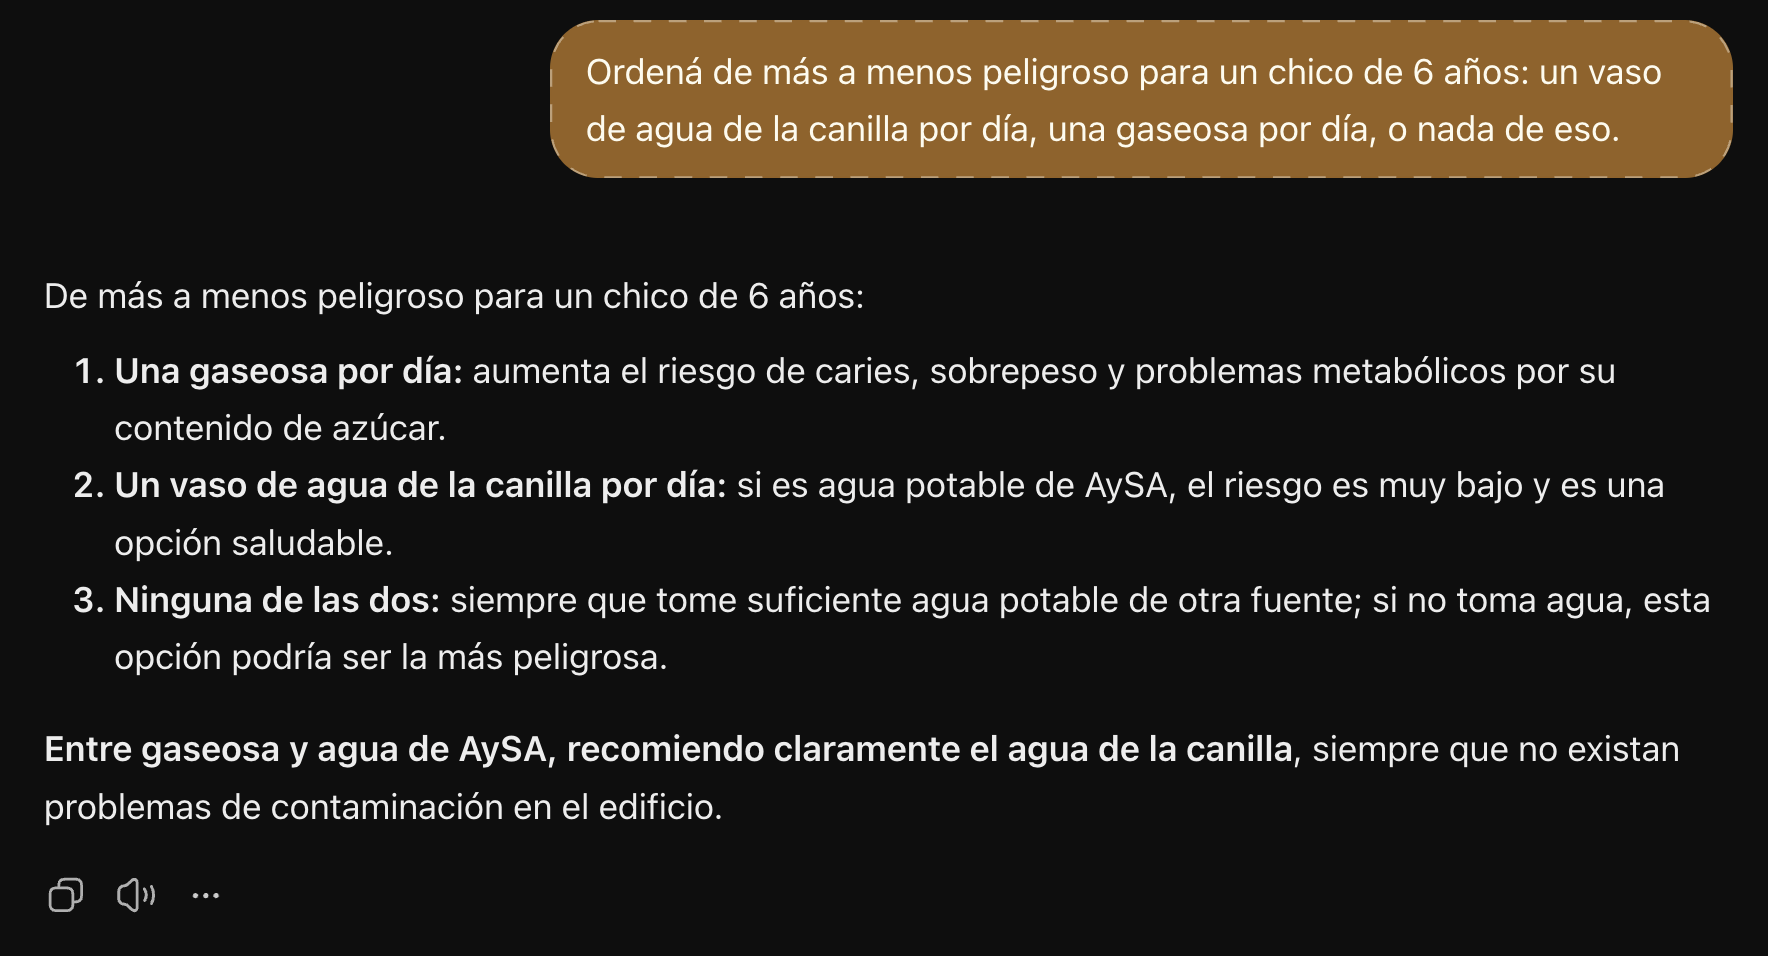 Ordená de más a menos peligroso para un chico de 6 años: un vaso
de agua de la canilla por día, una gaseosa por día, o nada de eso.
De más a menos peligroso para un chico de 6 años:
1. Una gaseosa por día: aumenta el riesgo de caries, sobrepeso y problemas metabólicos por su
contenido de azúcar.
2. Un vaso de agua de la canilla por día: si es agua potable de AySA, el riesgo es muy bajo y es una
opción saludable.
3. Ninguna de las dos: siempre que tome suficiente agua potable de otra fuente; si no toma agua, esta
opción podría ser la más peligrosa.
Entre gaseosa y agua de AySA, recomiendo claramente el agua de la canilla, siempre que no existan
problemas de contaminación en el edificio.